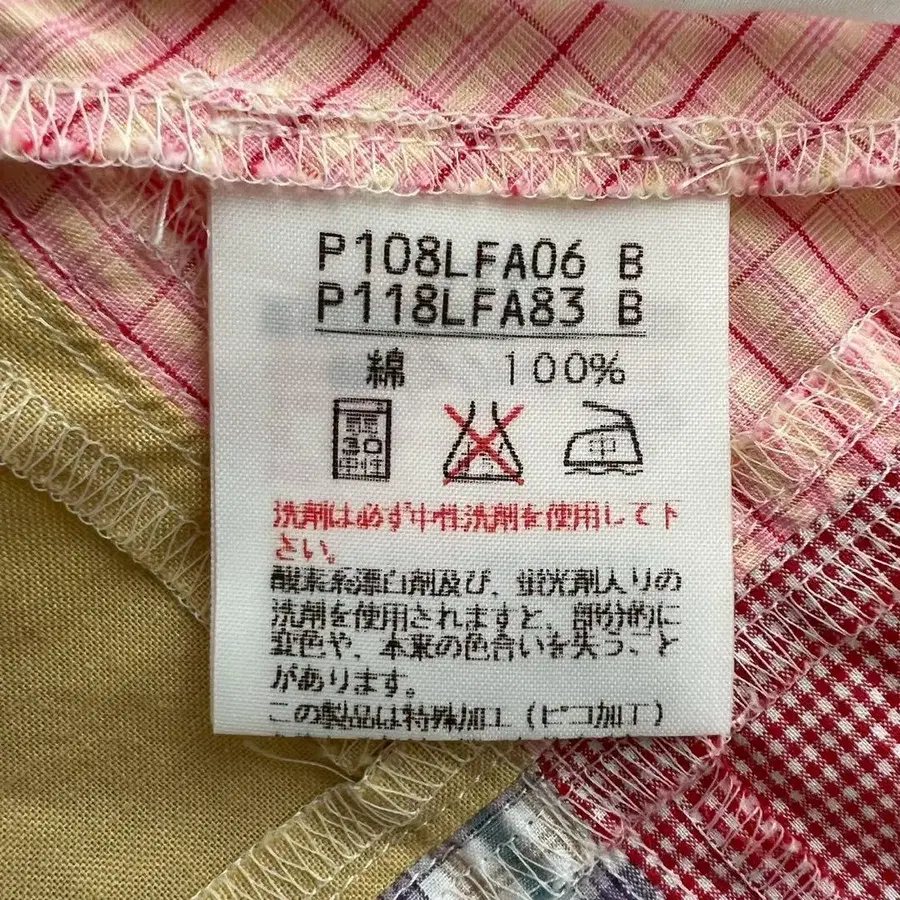 P108LFA06 B
P118LFA83 B
綿 100%
中性
中
洗剤は必ず中性洗剤を使用して下
さい。
酸素系漂白剤及び、蛍光剤入りの
洗剤を使用されますと、部分的に
変色や、本来の色合いを失うこと
があります。
この製品は特殊加工（ピコ加工）